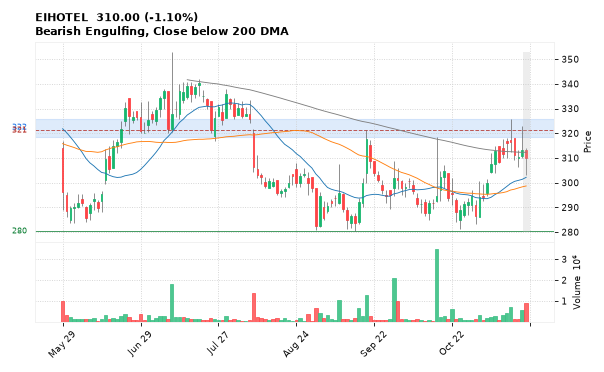 EIHOTEL 310.00 (-1.10%)
Bearish Engulfing, Close below 200 DMA
350
340
330
320
310
300
290
280
Price
321
280
3
2
1
Volume 10⁶
May 29
Jun 29
Jul 27
Aug 24
Sep 22
Oct 22